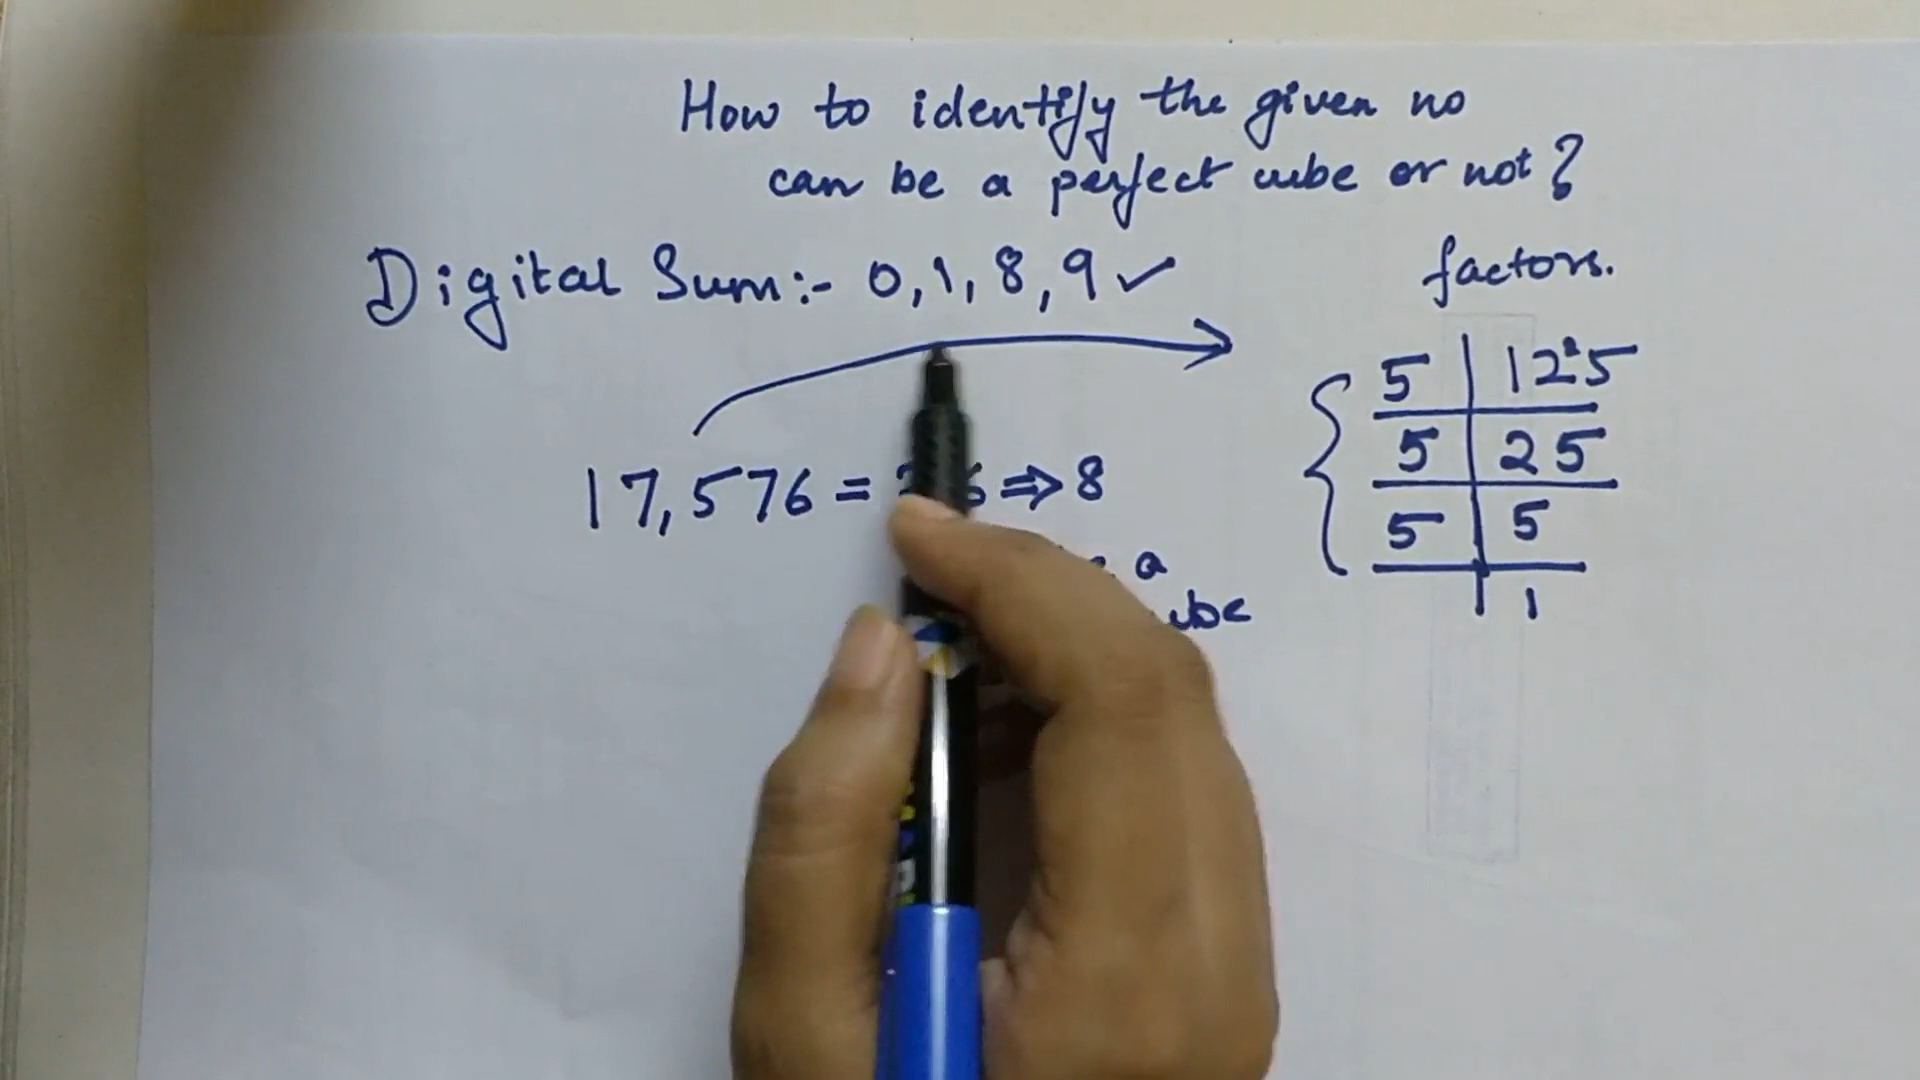 How to identify the given no
can be a perfect cube or not?
Digital Sum:- 0, 1, 8, 9 ✓
factors.
17,576 = 6 ⇒ 8
a
5 | 125
5 | 25
5 | 5
1